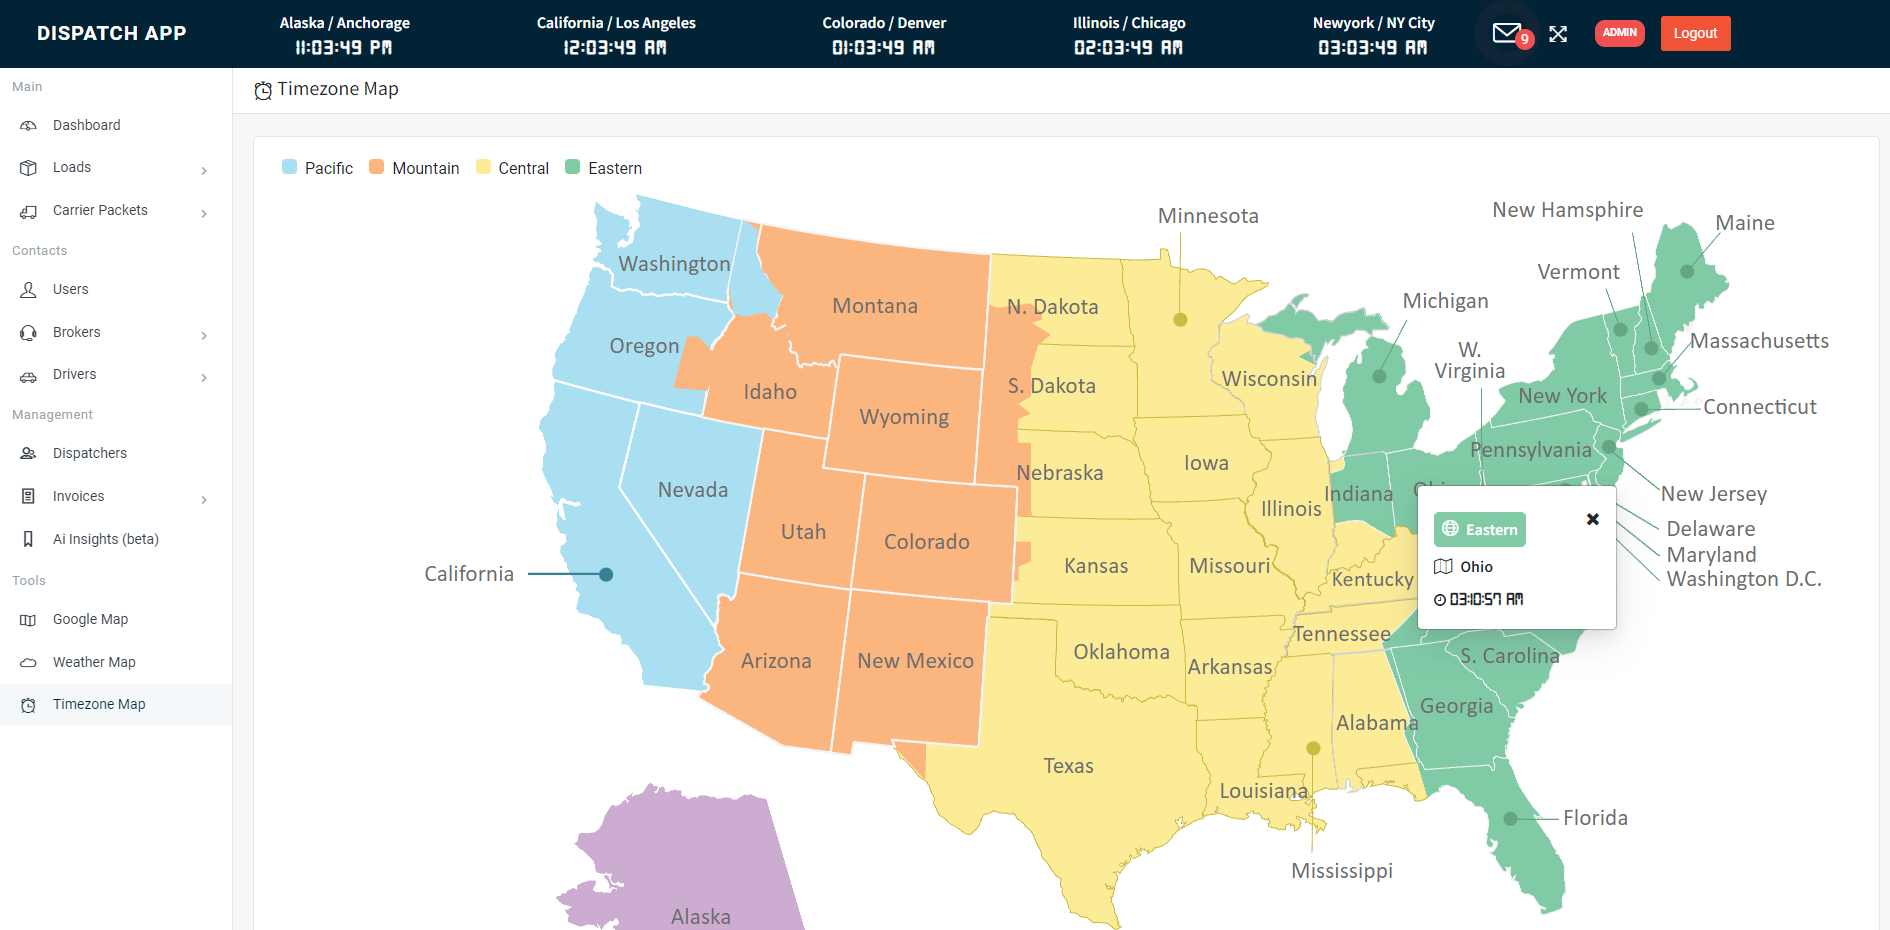 DISPATCH APP
Alaska / Anchorage
11:03:49 PM
California / Los Angeles
12:03:49 AM
Colorado / Denver
01:03:49 AM
Illinois / Chicago
02:03:49 AM
Newyork / NY City
03:03:49 AM
9
ADMIN
Logout
Main
Dashboard
Loads
Carrier Packets
Contacts
Users
Brokers
Drivers
Management
Dispatchers
Invoices
Ai Insights (beta)
Tools
Google Map
Weather Map
Timezone Map
Timezone Map
Pacific
Mountain
Central
Eastern
Minnesota
New Hamsphire
Maine
Washington
Vermont
Montana
N. Dakota
Michigan
Oregon
W.
Virginia
Massachusetts
Idaho
S. Dakota
Wisconsin
New York
Wyoming
Connecticut
Pennsylvania
Nevada
Nebraska
Iowa
Indiana
New Jersey
Illinois
Utah
Colorado
Delaware
Maryland
Washington D.C.
California
Kansas
Missouri
Kentucky
Eastern
Ohio
03:10:57 AM
Tennessee
Arizona
New Mexico
Oklahoma
Arkansas
S. Carolina
Georgia
Alabama
Texas
Louisiana
Florida
Mississippi
Alaska